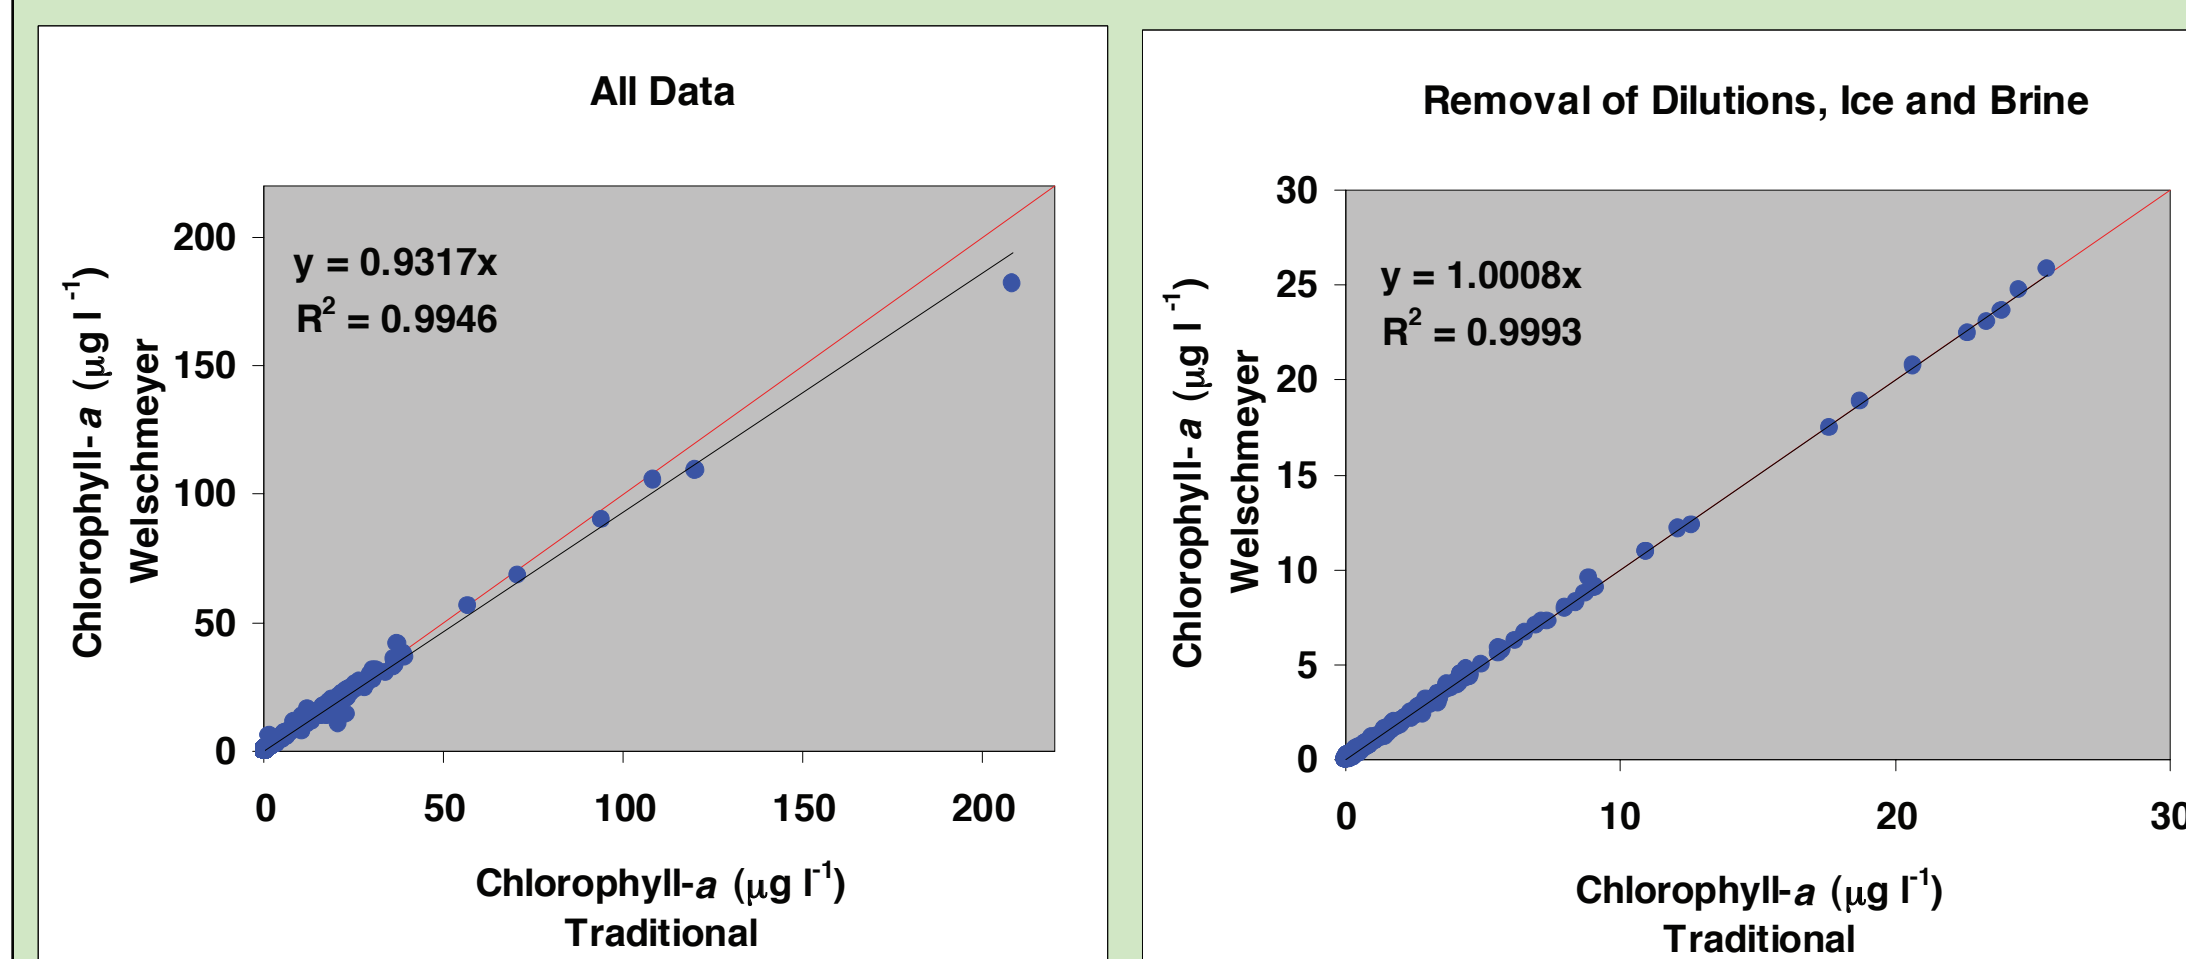 All Data
y = 0.9317x
R² = 0.9946
Chlorophyll-a (µg l⁻¹)
Welschmeyer
200
150
100
50
0
0 50 100 150 200
Chlorophyll-a (µg l⁻¹)
Traditional
Removal of Dilutions, Ice and Brine
y = 1.0008x
R² = 0.9993
Chlorophyll-a (µg l⁻¹)
Welschmeyer
30
25
20
15
10
5
0
0 10 20 30
Chlorophyll-a (µg l⁻¹)
Traditional